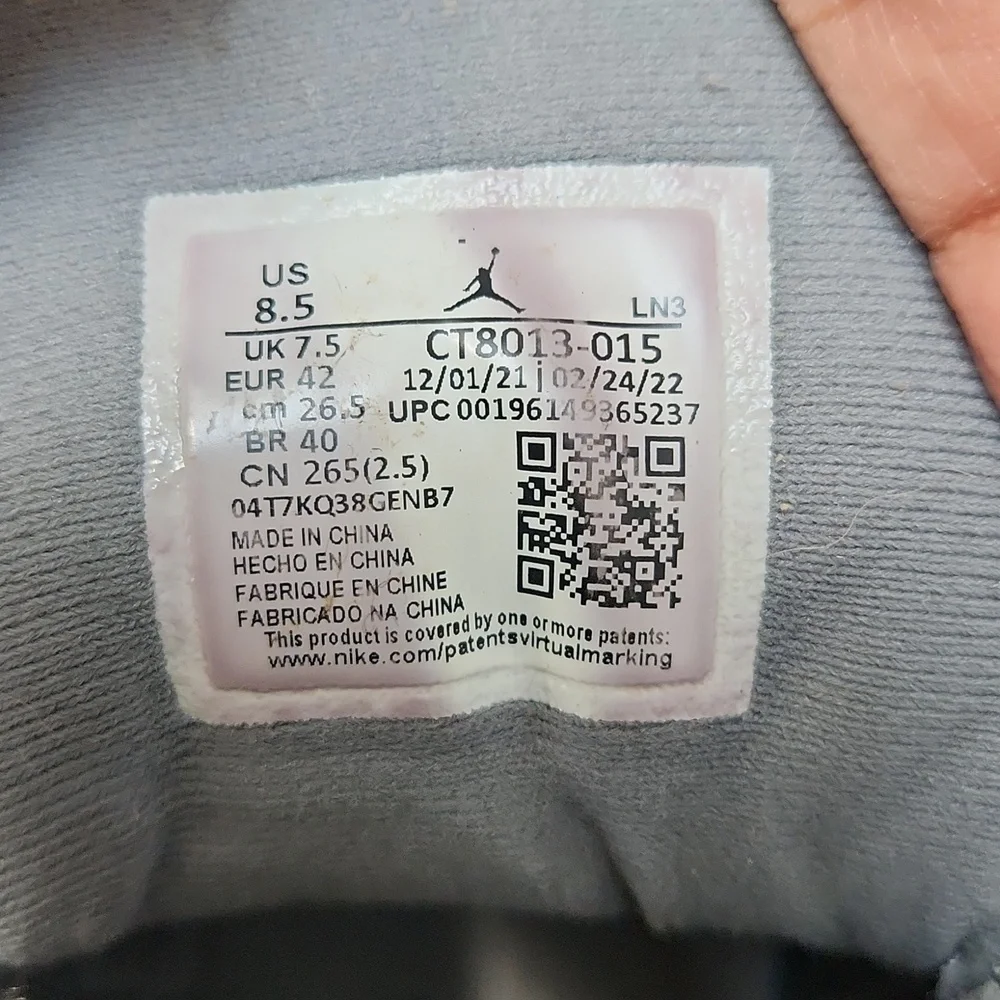 US
8.5
LN3
UK 7.5
CT8013-015
EUR 42
12/01/21 | 02/24/22
cm 26.5
UPC 00196149365237
BR 40
CN 265(2.5)
04T7KQ38GENB7
MADE IN CHINA
HECHO EN CHINA
FABRIQUE EN CHINE
FABRICADO NA CHINA
This product is covered by one or more patents:
www.nike.com/patentsvirtualmarking